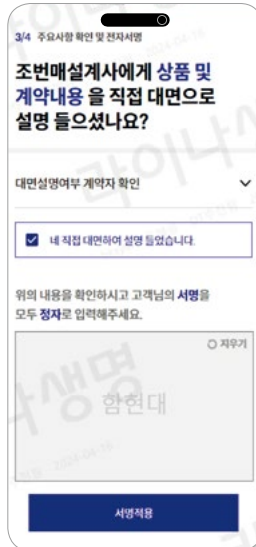 3/4 주요사항 확인 및 전자서명
조번매설계사에게 상품 및
계약내용 을 직접 대면으로
설명 들으셨나요?
대면설명여부 계약자 확인
네 직접 대면하여 설명 들었습니다.
위의 내용을 확인하시고 고객님의 서명을
모두 정자로 입력해주세요.
지우기
함현대
서명적용